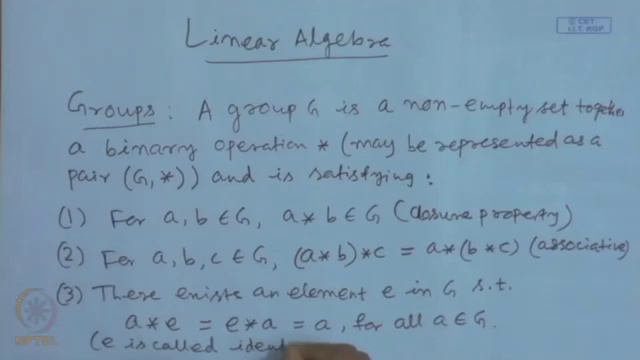 © CET
I.I.T. KGP
Linear Algebra
Groups : A group G is a non-empty set together
a binary operation * (may be represented as a
pair (G, *)) and is satisfying :
(1) For a, b ∈ G, a * b ∈ G (closure property)
(2) For a, b, c ∈ G, (a * b) * c = a * (b * c) (associative)
(3) There exists an element e in G s.t.
a * e = e * a = a, for all a ∈ G.
(e is called ident
NPTEL